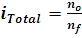 i_Total = n_o / n_f